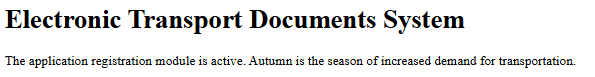 Electronic Transport Documents System
The application registration module is active. Autumn is the season of increased demand for transportation.